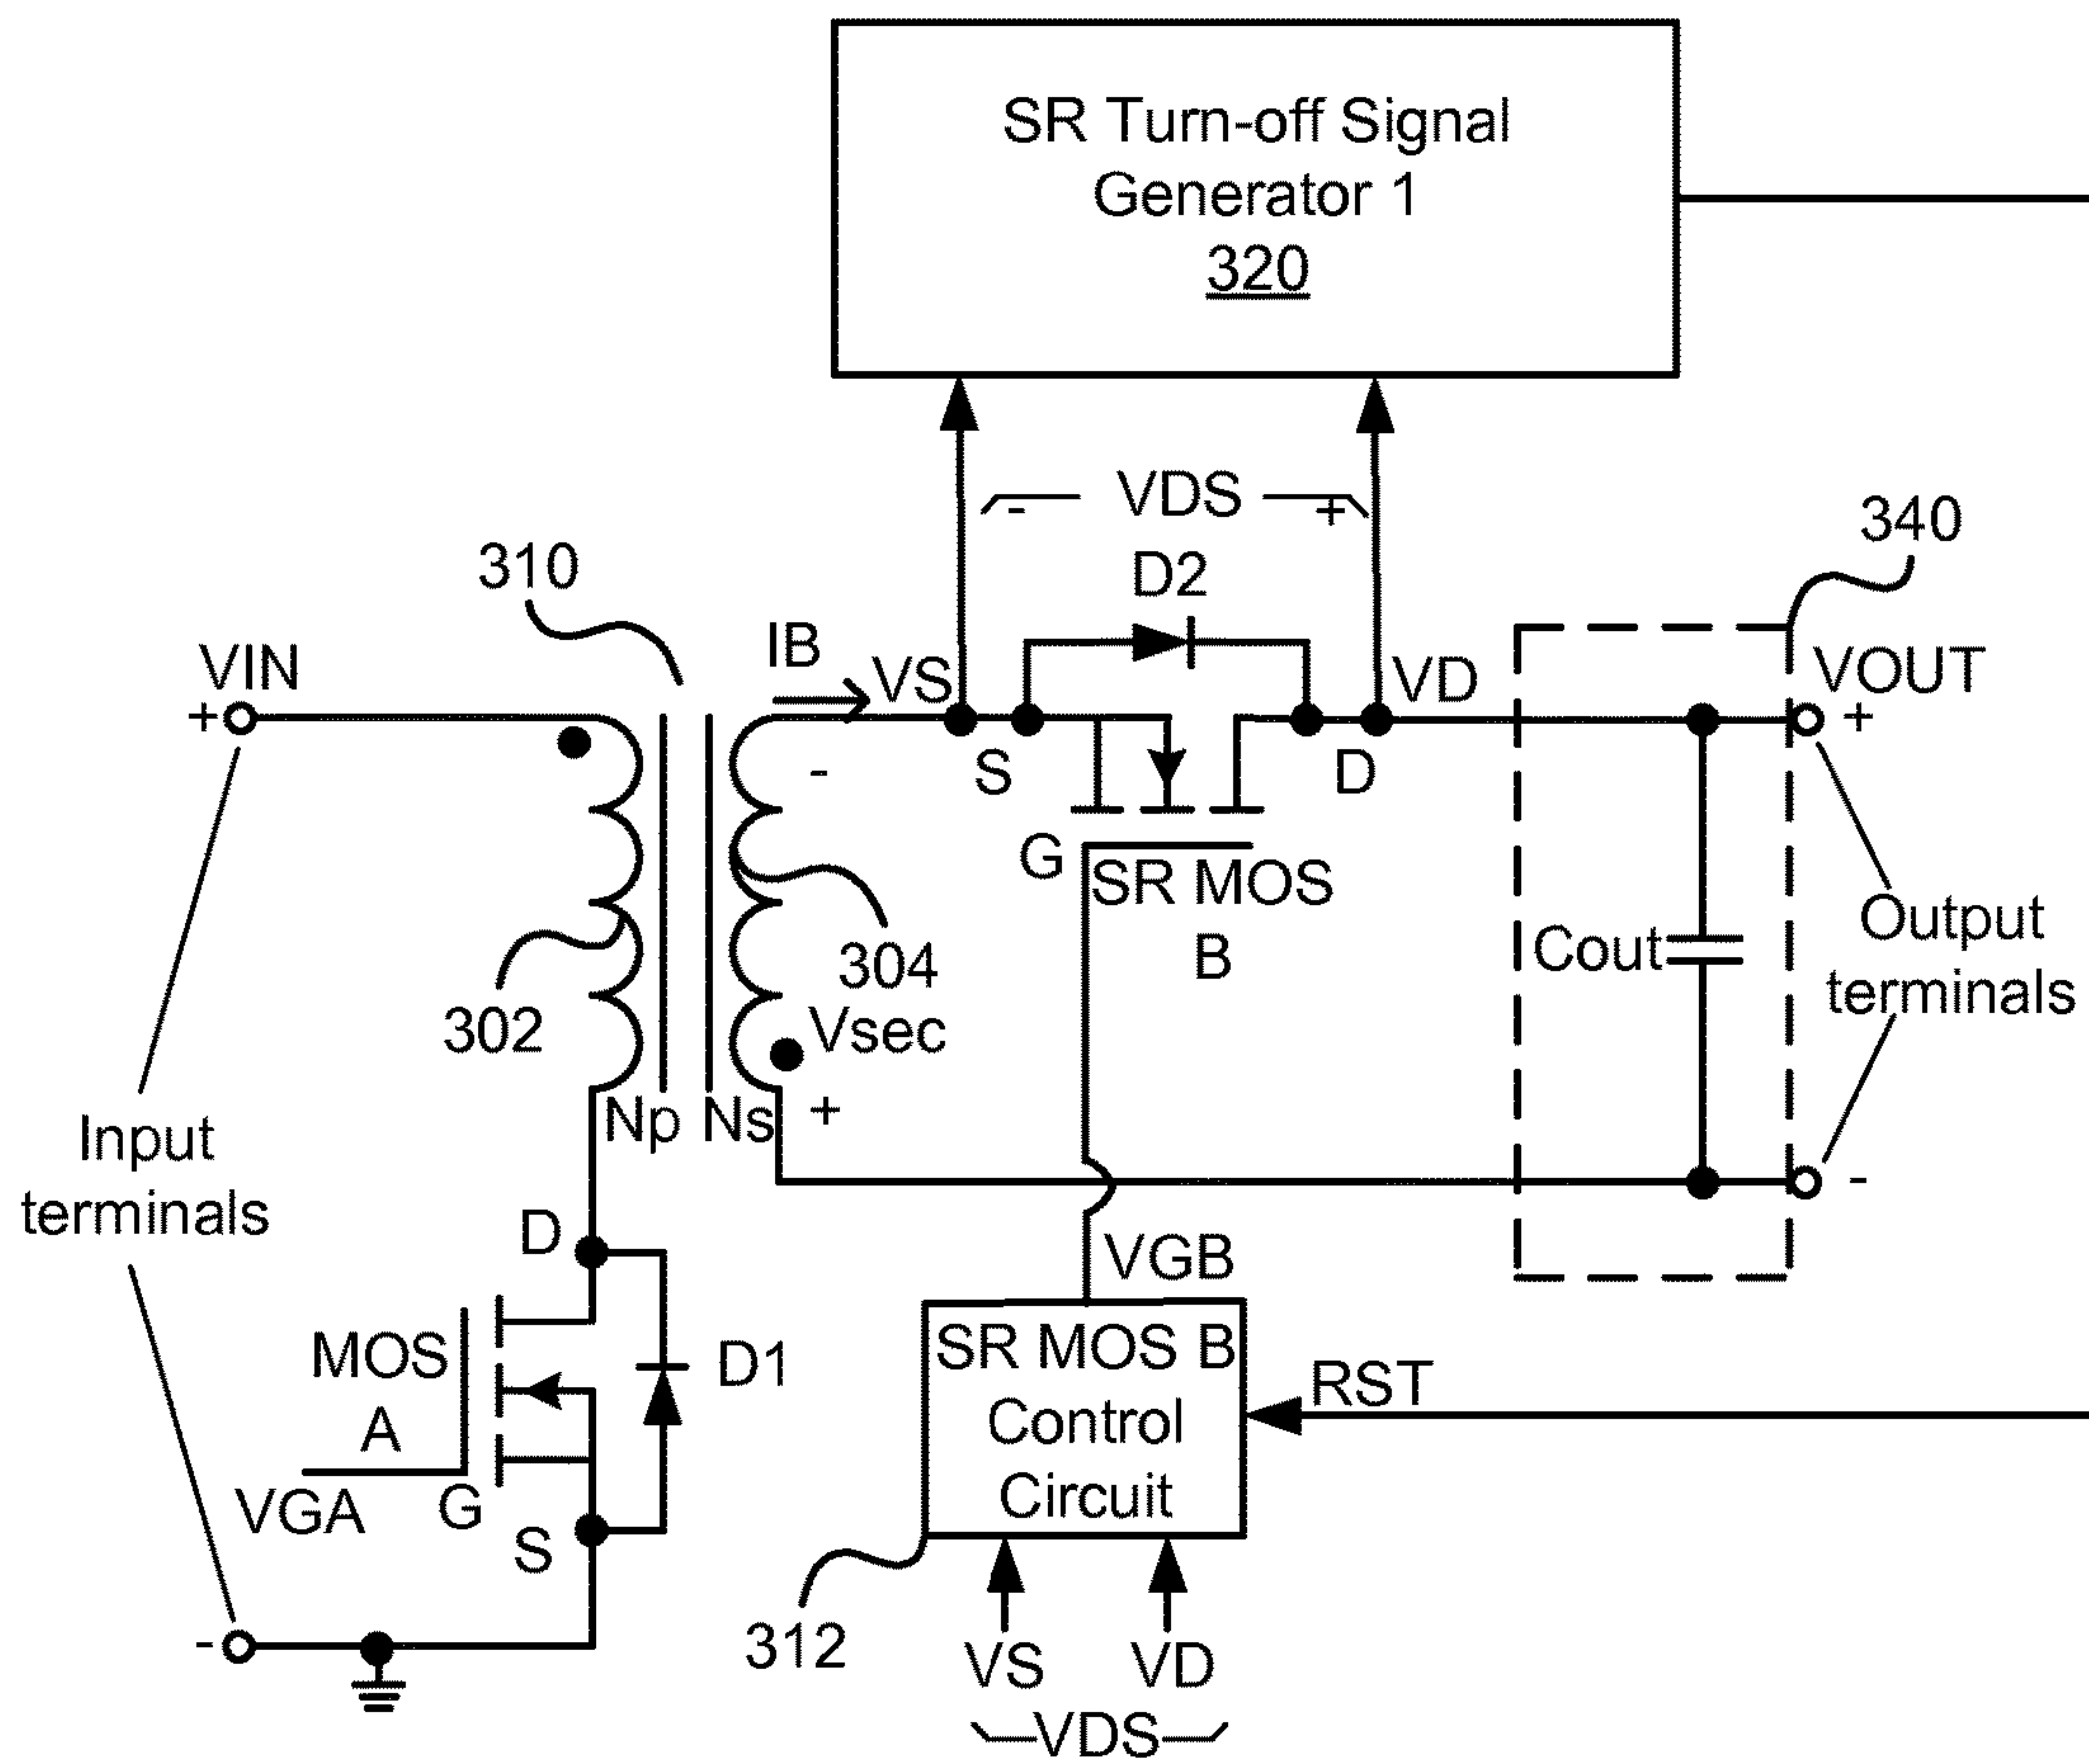 SR Turn-off Signal
Generator 1
320
- VDS +
D2
340
310
IB
VS
VD
VIN
+
VOUT
+
-
S
D
G
SR MOS
B
304
302
Vsec
Cout
Output
terminals
Np
Ns
+
Input
terminals
-
D
VGB
MOS
A
D1
SR MOS B
Control
Circuit
RST
VGA
G
S
312
-
VS
VD
VDS